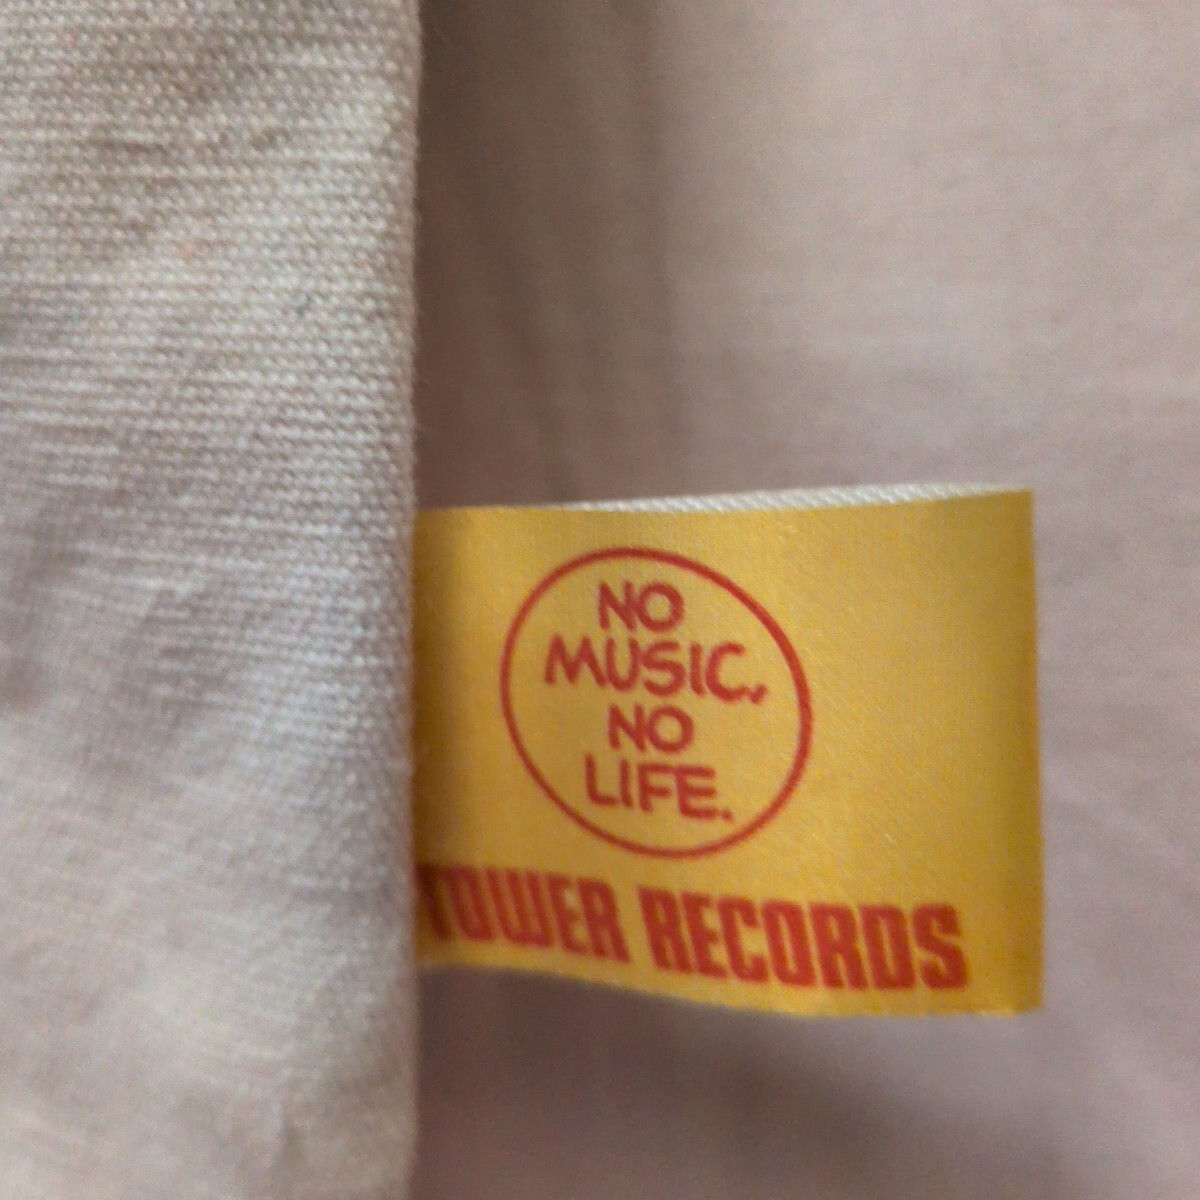 NO
MUSIC,
NO
LIFE.
TOWER RECORDS